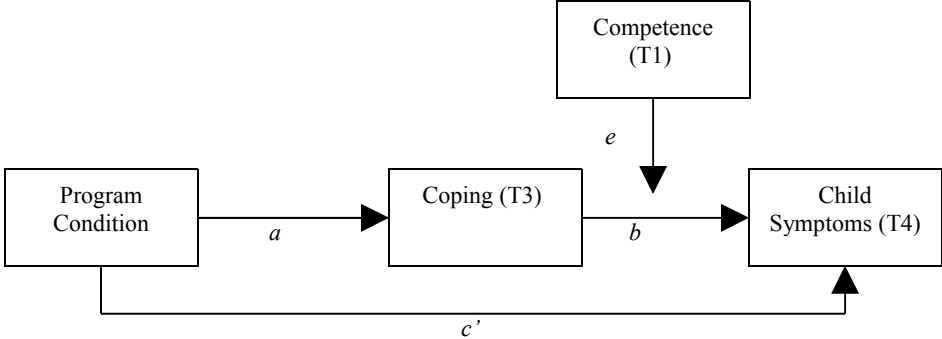 Competence
(T1)
e
Program
Condition
Coping (T3)
Child
Symptoms (T4)
a
b
c’